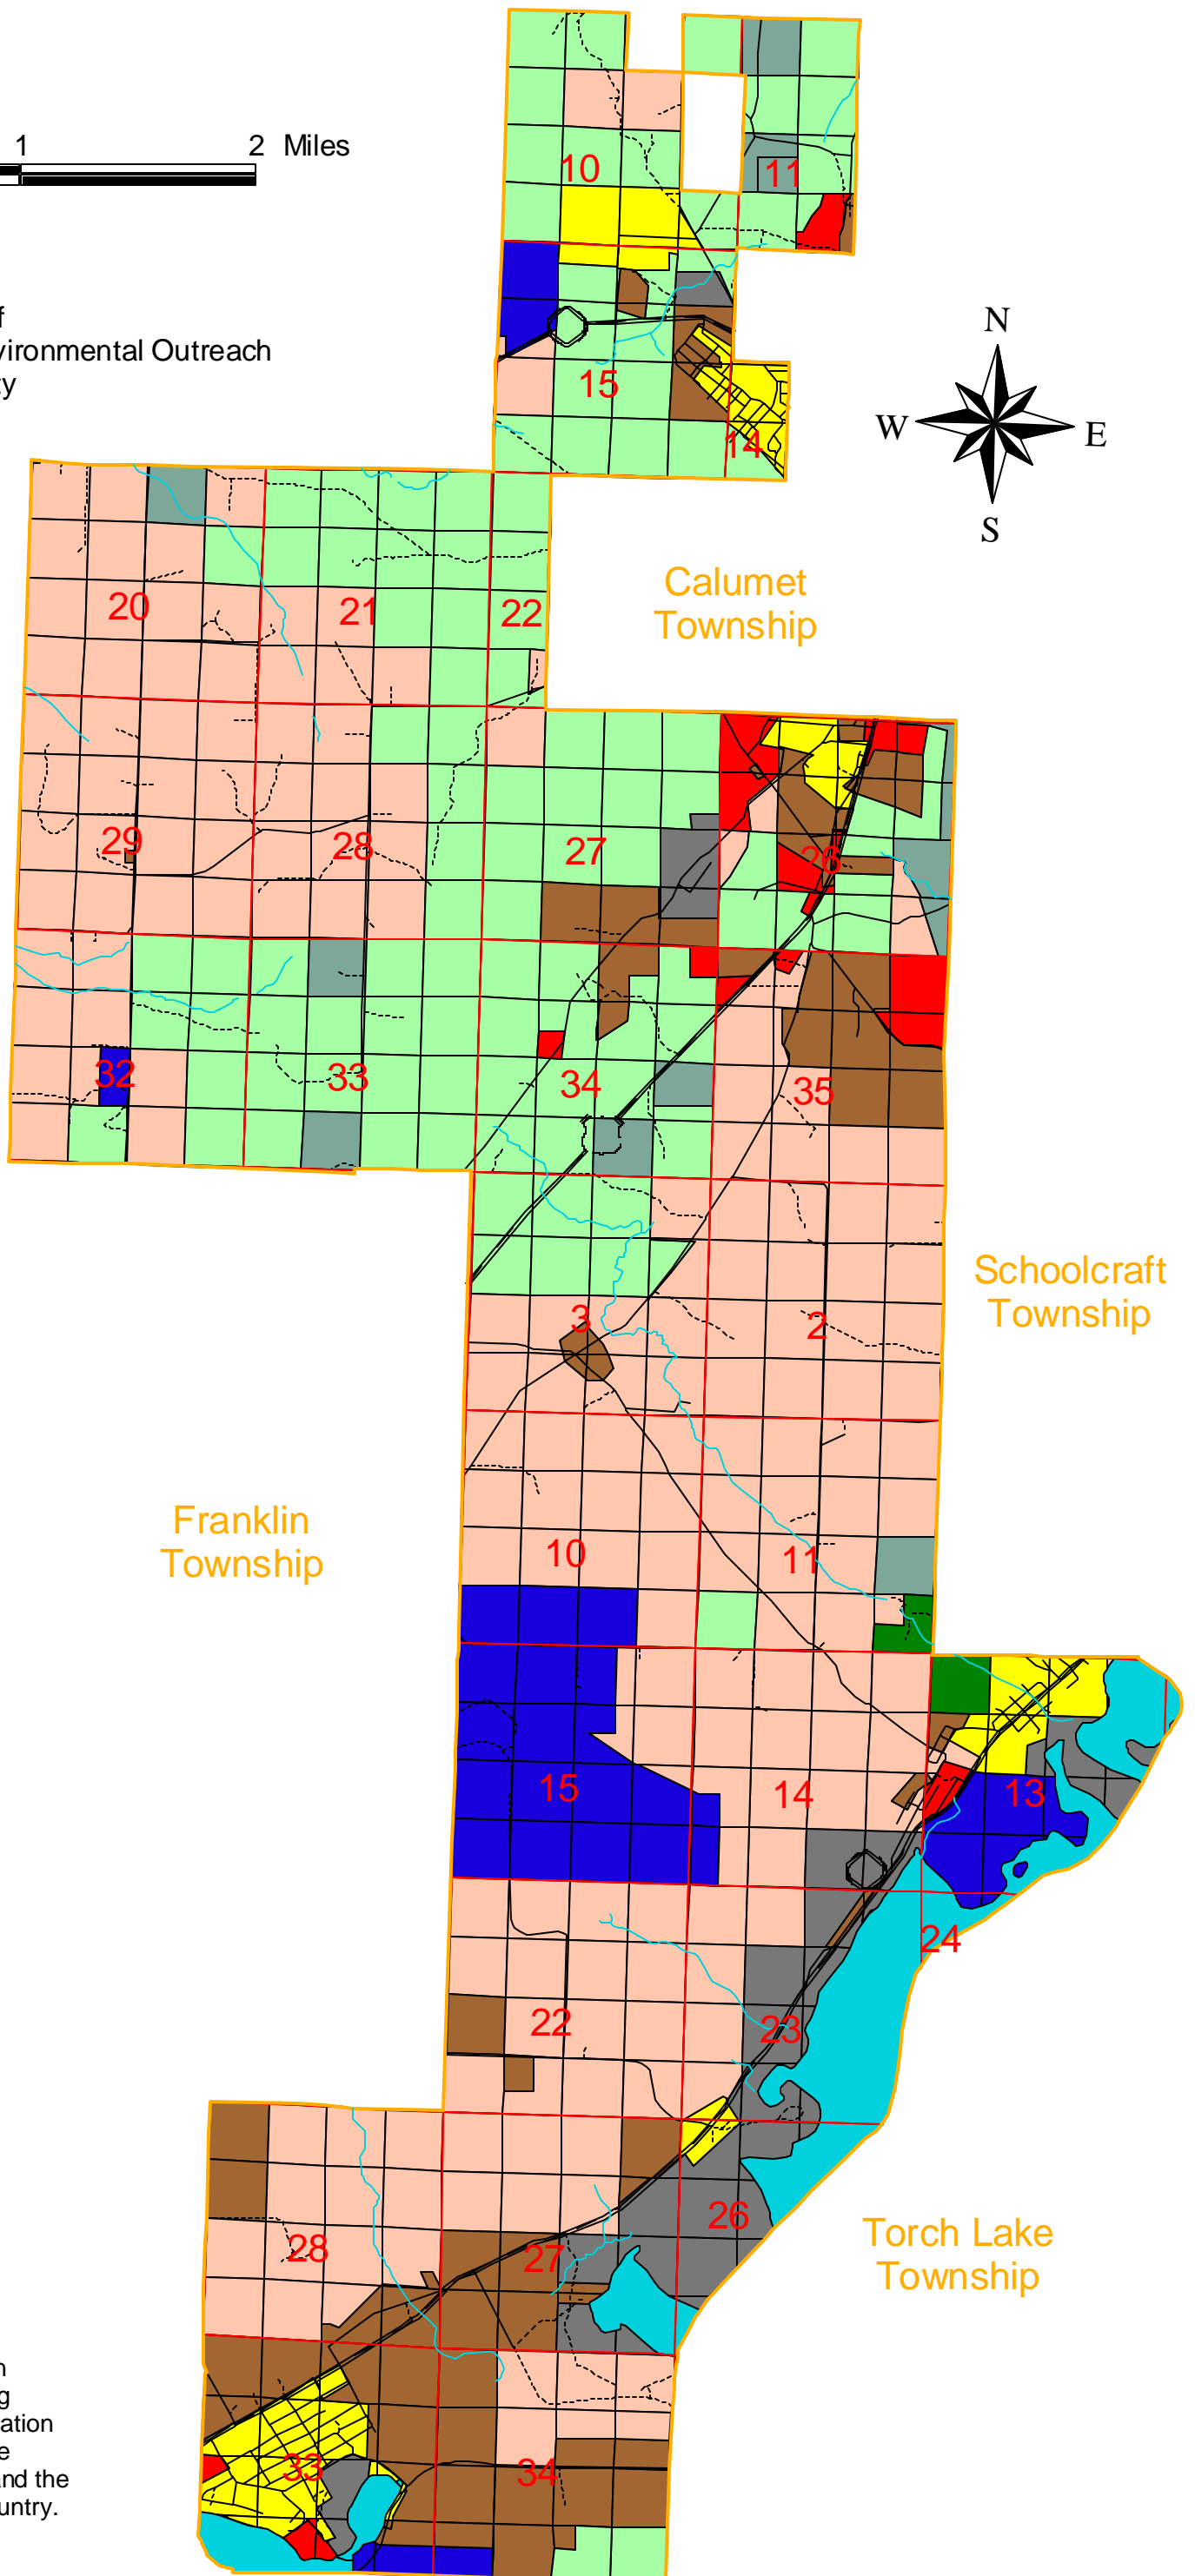 1 2 Miles
10
11
f
vironmental Outreach
ty
N
W E
S
15
14
20 21 22
Calumet
Township
29 28 27 26
32 33 34 35
Schoolcraft
Township
3 2
Franklin
Township
10 11
15 14 13
24
22 23
26
28 27
Torch Lake
Township
n
g
ation
e
and the
untry.
33 34